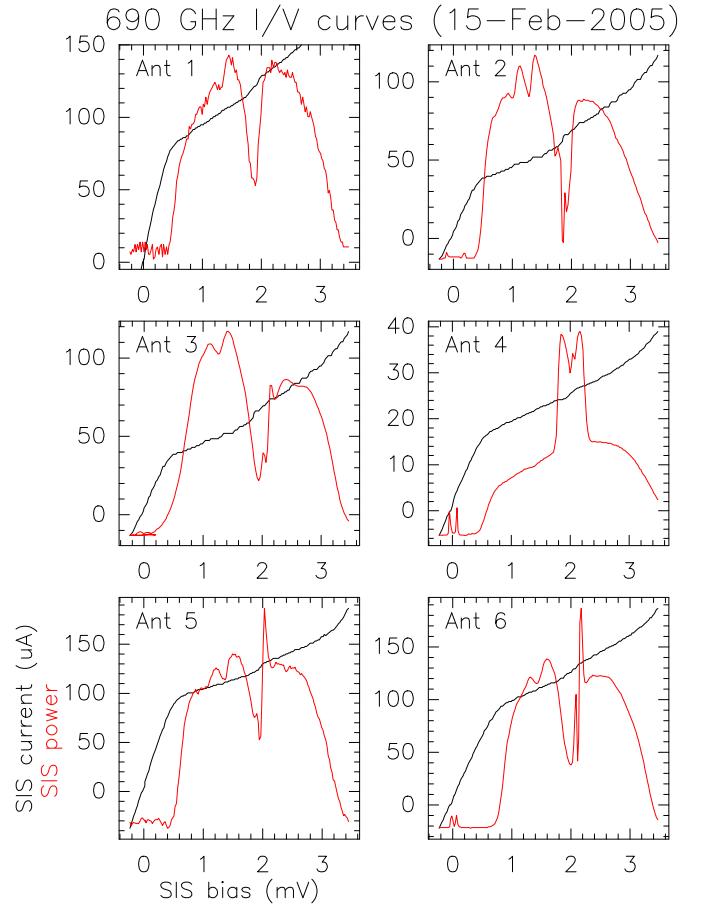 690 GHz I/V curves (15-Feb-2005)
Ant 1
150
100
50
0
0 1 2 3
Ant 2
100
50
0
0 1 2 3
Ant 3
100
50
0
0 1 2 3
Ant 4
40
30
20
10
0
0 1 2 3
Ant 5
150
100
50
0
0 1 2 3
Ant 6
150
100
50
0
0 1 2 3
SIS current (uA)
SIS power
SIS bias (mV)